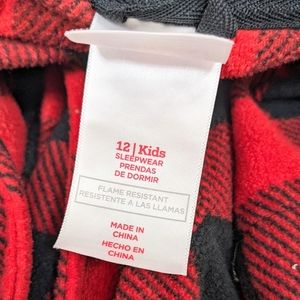 12 | Kids
SLEEPWEAR
PRENDAS
DE DORMIR
FLAME RESISTANT
RESISTENTE A LAS LLAMAS
MADE IN
CHINA
HECHO EN
CHINA